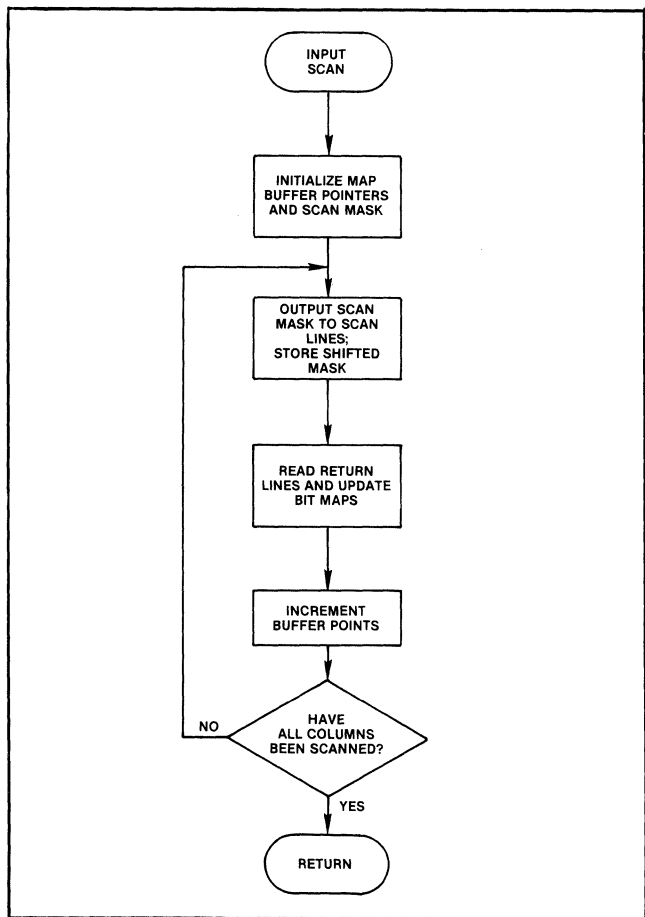 INPUT
SCAN
INITIALIZE MAP
BUFFER POINTERS
AND SCAN MASK
OUTPUT SCAN
MASK TO SCAN
LINES;
STORE SHIFTED
MASK
READ RETURN
LINES AND UPDATE
BIT MAPS
INCREMENT
BUFFER POINTS
HAVE
ALL COLUMNS
BEEN SCANNED?
NO
YES
RETURN